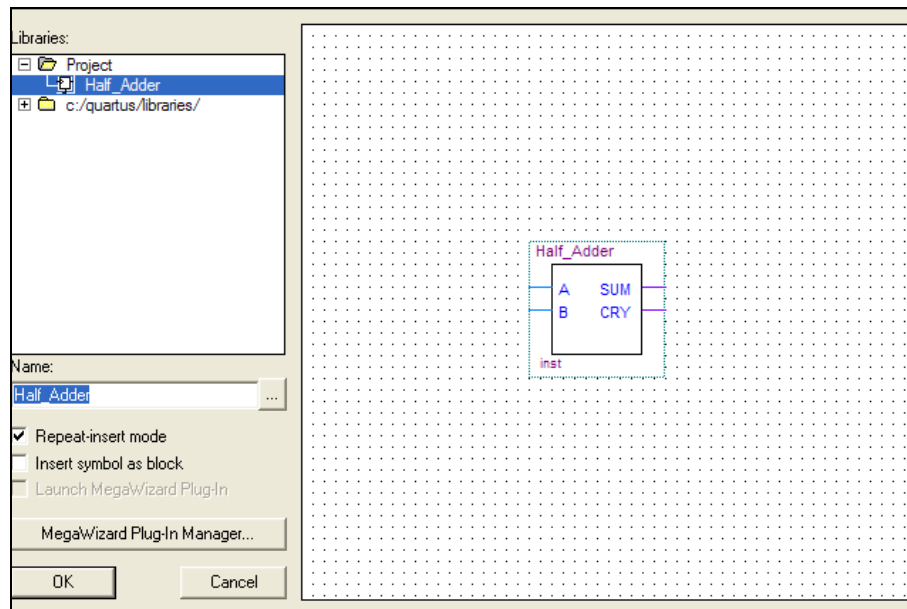 Libraries:
Project
Half_Adder
c:/quartus/libraries/
Name:
Half_Adder
...
Repeat-insert mode
Insert symbol as block
Launch MegaWizard Plug-In
MegaWizard Plug-In Manager...
OK Cancel
Half_Adder
A SUM
B CRY
inst